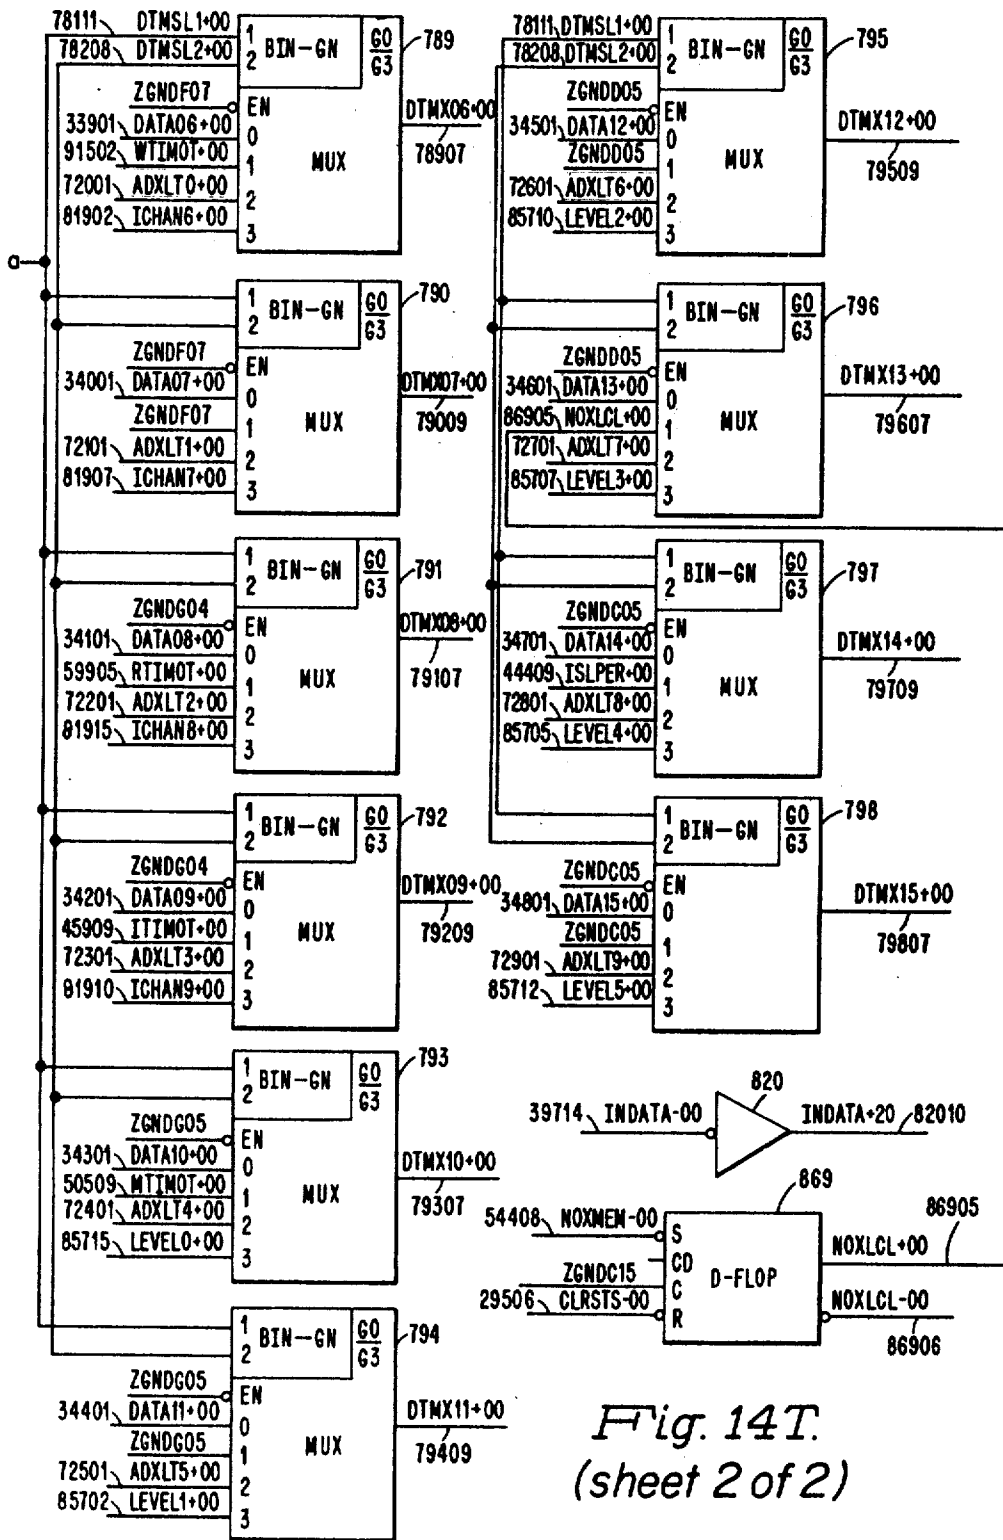 78111 DTMSL1+00
78208 DTMSL2+00
1 BIN-GN G0
2 G3
789
ZGNDF07 EN
33901 DATA06+00 0
91502 WTIMOT+00 1
72001 ADXLT0+00 2
81902 ICHAN6+00 3
MUX
DTMX06+00
78907
a
1 BIN-GN G0
2 G3
790
ZGNDF07 EN
34001 DATA07+00 0
ZGNDF07 1
72101 ADXLT1+00 2
81907 ICHAN7+00 3
MUX
DTMX07+00
79009
1 BIN-GN G0
2 G3
791
ZGNDG04 EN
34101 DATA08+00 0
59905 RTIMOT+00 1
72201 ADXLT2+00 2
81915 ICHAN8+00 3
MUX
DTMX08+00
79107
1 BIN-GN G0
2 G3
792
ZGNDG04 EN
34201 DATA09+00 0
45909 ITIMOT+00 1
72301 ADXLT3+00 2
81910 ICHAN9+00 3
MUX
DTMX09+00
79209
1 BIN-GN G0
2 G3
793
ZGNDG05 EN
34301 DATA10+00 0
50509 MTIMOT+00 1
72401 ADXLT4+00 2
85715 LEVEL0+00 3
MUX
DTMX10+00
79307
1 BIN-GN G0
2 G3
794
ZGNDG05 EN
34401 DATA11+00 0
ZGNDG05 1
72501 ADXLT5+00 2
85702 LEVEL1+00 3
MUX
DTMX11+00
79409
78111 DTMSL1+00
78208 DTMSL2+00
1 BIN-GN G0
2 G3
795
ZGNDD05 EN
34501 DATA12+00 0
ZGNDD05 1
72601 ADXLT6+00 2
85710 LEVEL2+00 3
MUX
DTMX12+00
79509
1 BIN-GN G0
2 G3
796
ZGNDD05 EN
34601 DATA13+00 0
86905 NOXLCL+00 1
72701 ADXLT7+00 2
85707 LEVEL3+00 3
MUX
DTMX13+00
79607
1 BIN-GN G0
2 G3
797
ZGNDC05 EN
34701 DATA14+00 0
44409 ISLPER+00 1
72801 ADXLT8+00 2
85705 LEVEL4+00 3
MUX
DTMX14+00
79709
1 BIN-GN G0
2 G3
798
ZGNDC05 EN
34801 DATA15+00 0
ZGNDC05 1
72901 ADXLT9+00 2
85712 LEVEL5+00 3
MUX
DTMX15+00
79807
820
39714 INDATA-00 INDATA+20 82010
869
54408 NOXMEM-00 S
CD
ZGNDC15 C
29506 CLRSTS-00 R
D-FLOP
86905
NOXLCL+00
NOXLCL-00
86906
Fig. 14T.
(sheet 2 of 2)